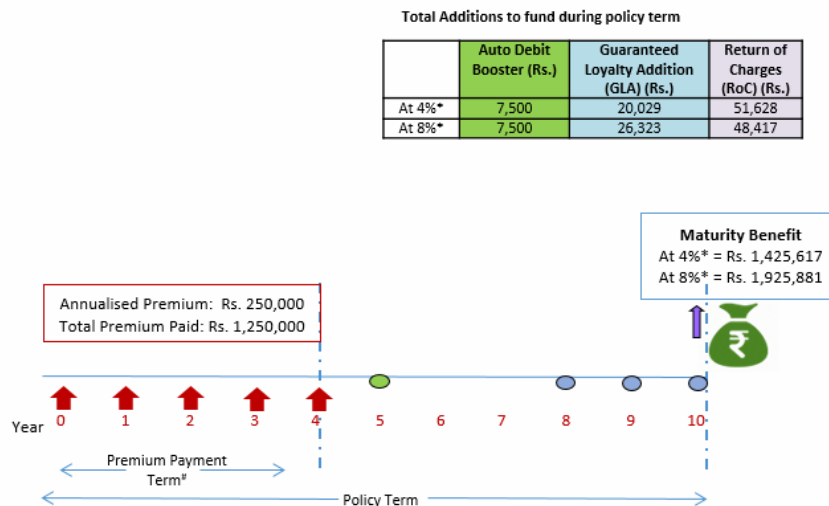 Total Additions to fund during policy term
Auto Debit Booster (Rs.) Guaranteed Loyalty Addition (GLA) (Rs.) Return of Charges (RoC) (Rs.)
At 4%* 7,500 20,029 51,628
At 8%* 7,500 26,323 48,417
Maturity Benefit
At 4%* = Rs. 1,425,617
At 8%* = Rs. 1,925,881
Annualised Premium: Rs. 250,000
Total Premium Paid: Rs. 1,250,000
₹
Year 0 1 2 3 4 5 6 7 8 9 10
Premium Payment
Term#
Policy Term